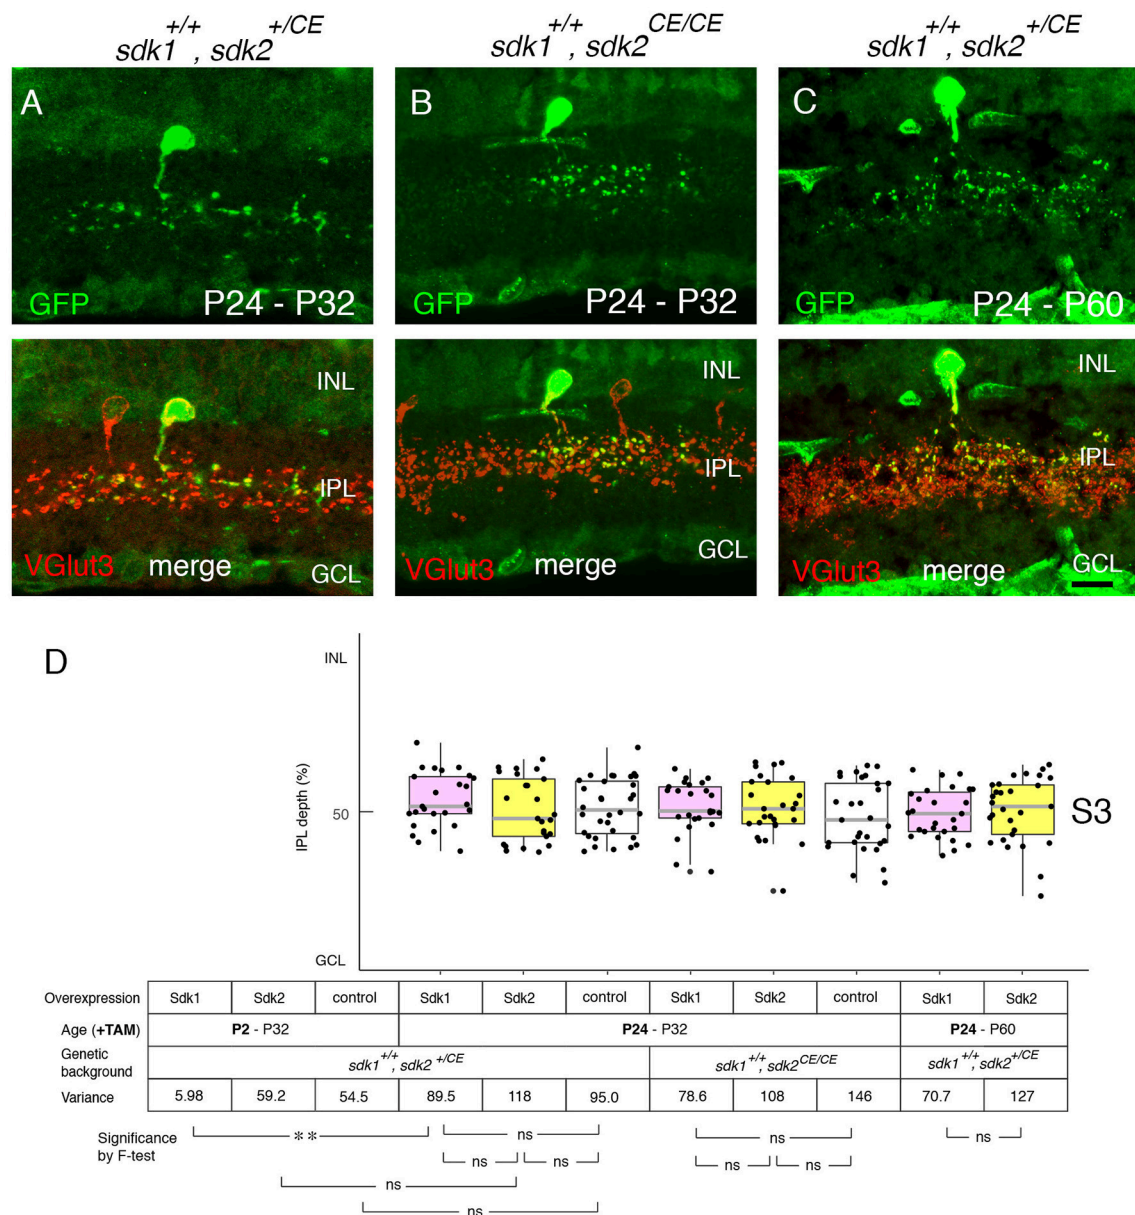 sdk1+/+, sdk2+/CE
sdk1+/+, sdk2CE/CE
sdk1+/+, sdk2+/CE
A
B
C
GFP
P24 - P32
GFP
P24 - P32
GFP
P24 - P60
INL
IPL
VGlut3 merge GCL
INL
IPL
GCL
VGlut3 merge
INL
IPL
VGlut3 merge GCL
D
INL
IPL depth (%)
50
S3
GCL
Overexpression Sdk1 Sdk2 control Sdk1 Sdk2 control Sdk1 Sdk2 control Sdk1 Sdk2
Age (+TAM) P2 - P32 P24 - P32 P24 - P60
Genetic
background sdk1+/+, sdk2+/CE sdk1+/+, sdk2CE/CE sdk1+/+, sdk2+/CE
Variance 5.98 59.2 54.5 89.5 118 95.0 78.6 108 146 70.7 127
Significance
by F-test
** ns ns ns
ns ns ns ns
ns
ns